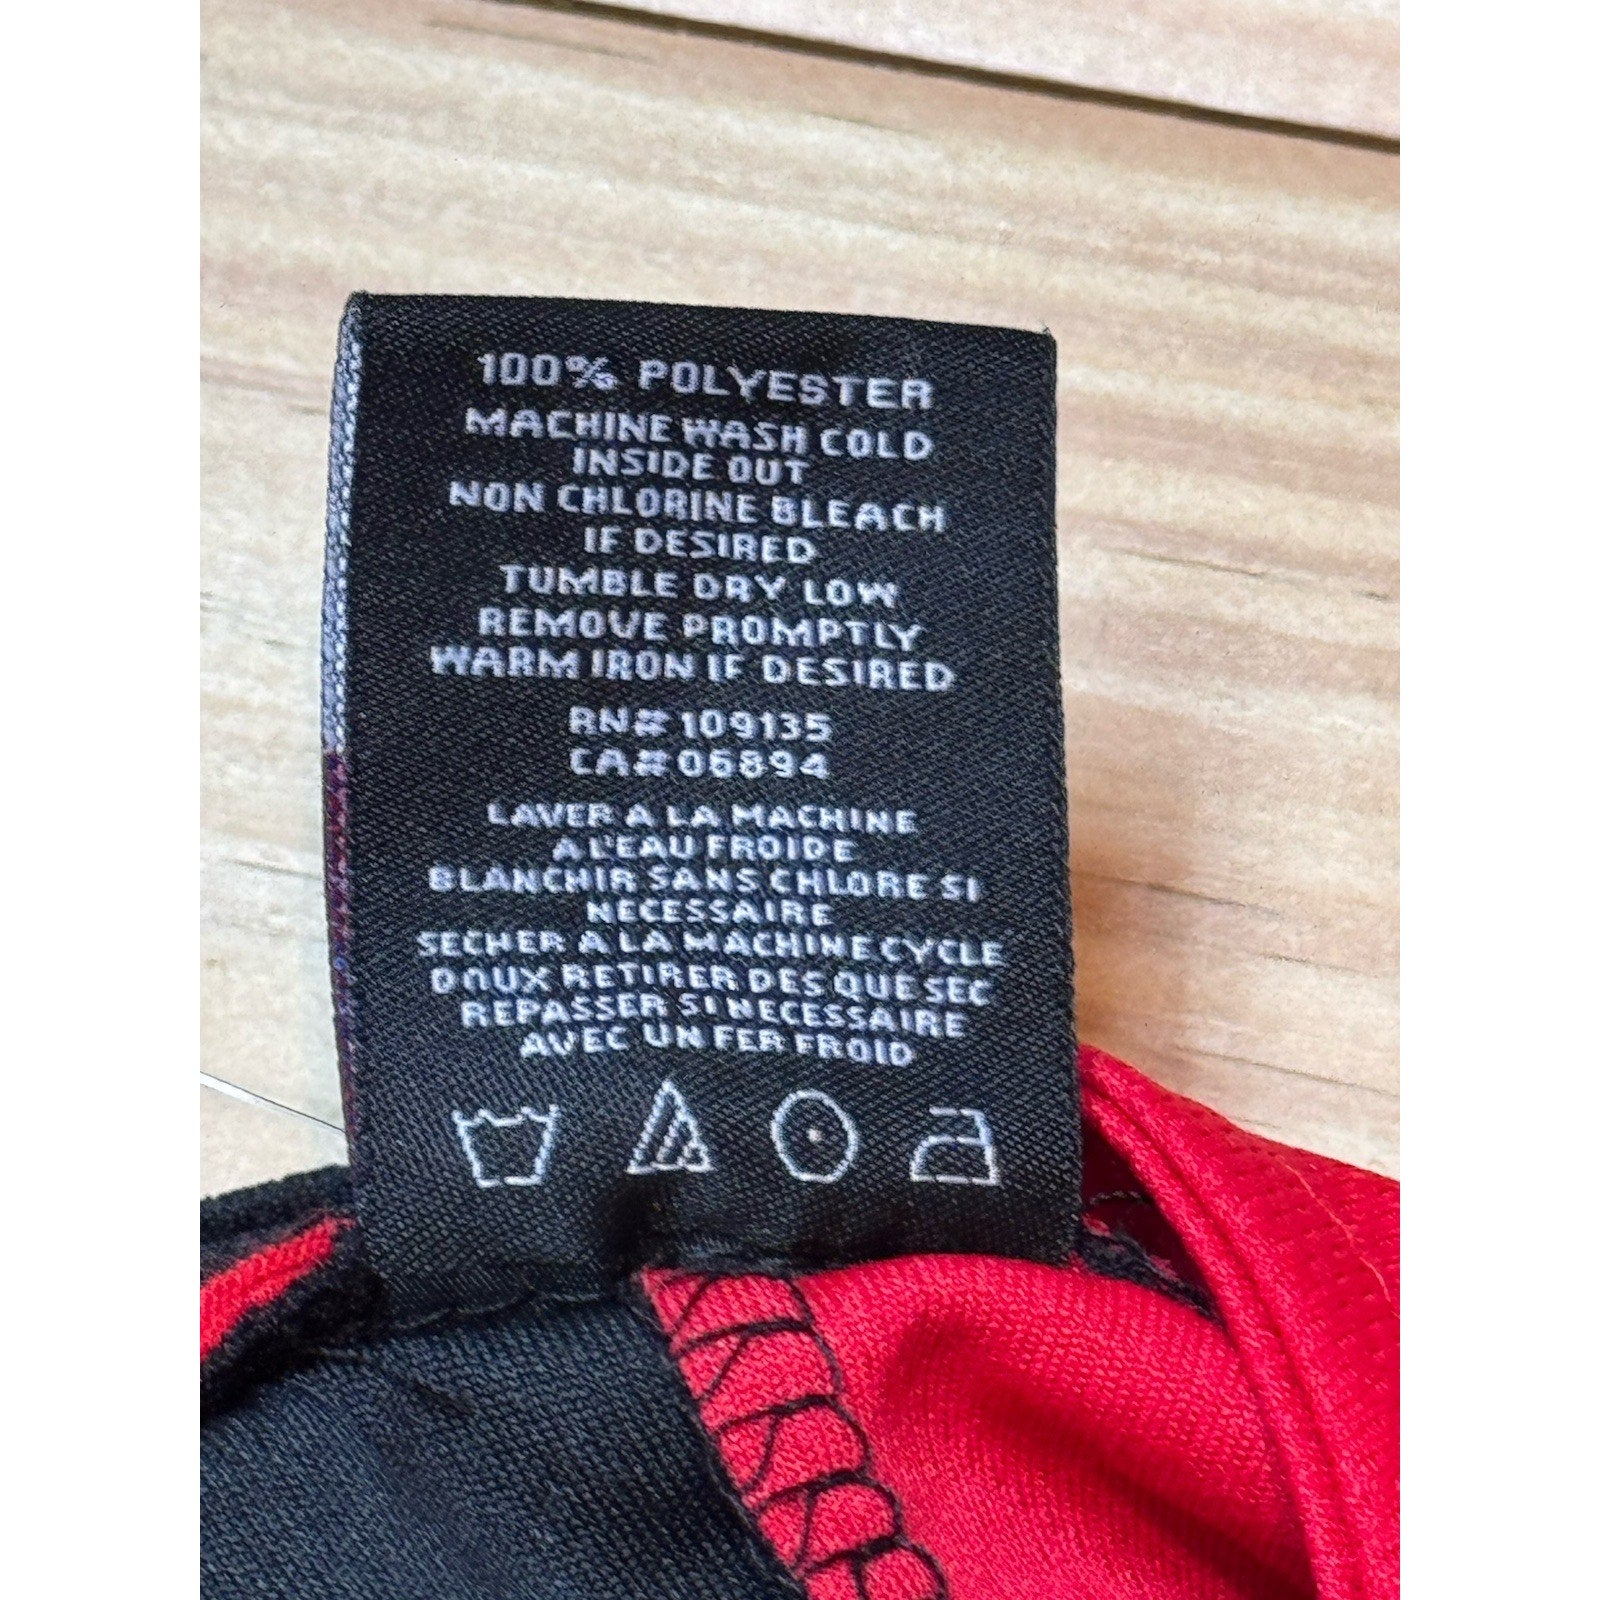 100% POLYESTER
MACHINE WASH COLD
INSIDE OUT
NON CHLORINE BLEACH
IF DESIRED
TUMBLE DRY LOW
REMOVE PROMPTLY
WARM IRON IF DESIRED
RN# 109135
CA# 06894
LAVER A LA MACHINE
A L'EAU FROIDE
BLANCHIR SANS CHLORE SI
NECESSAIRE
SECHER A LA MACHINE CYCLE
DOUX RETIRER DES QUE SEC
REPASSER SI NECESSAIRE
AVEC UN FER FROID